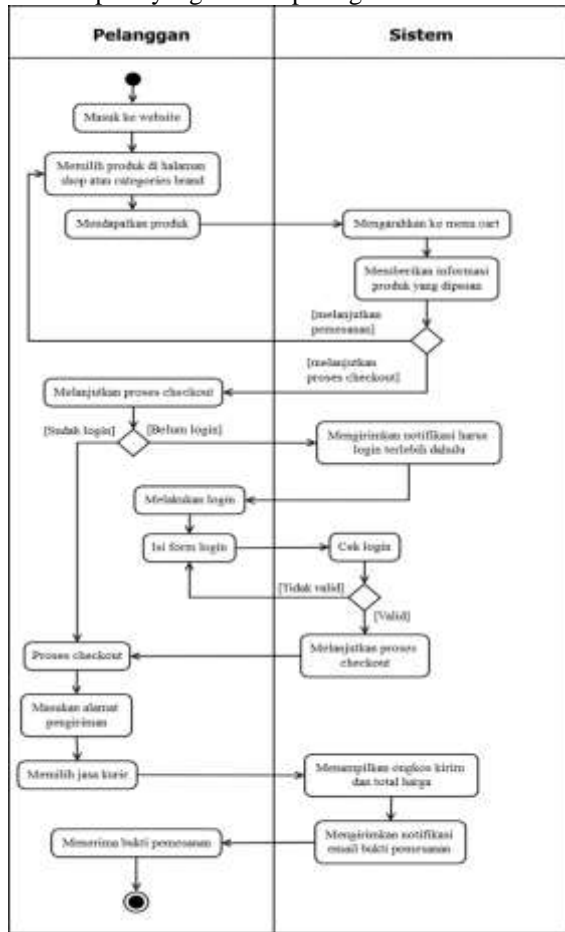 Pelanggan
Sistem
Masuk ke website
Memilih produk di halaman
shop atau categories brand
Mendapatkan produk
Mengarahkan ke menu cart
Memberikan informasi
produk yang dipesan
[melanjutkan
pemesanan]
[melanjutkan
proses checkout]
Melanjutkan proses checkout
[Sudah login]
[Belum login]
Mengirimkan notifikasi harus
login terlebih dahulu
Melakukan login
Isi form login
Cek login
[Tidak valid]
[Valid]
Melanjutkan proses
checkout
Proses checkout
Masukan alamat
pengiriman
Memilih jasa kurir
Menampilkan ongkos kirim
dan total harga
Mengirimkan notifikasi
email bukti pemesanan
Menerima bukti pemesanan